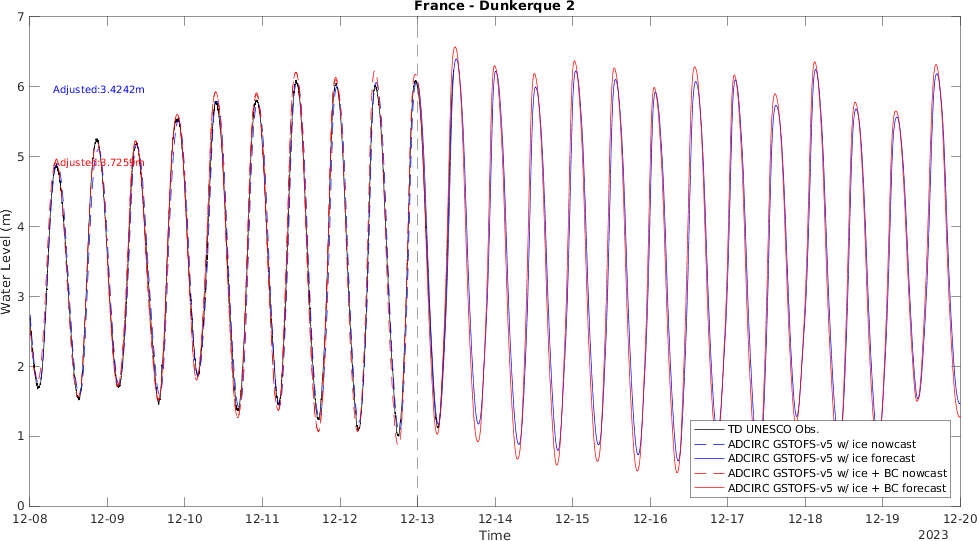 France - Dunkerque 2
7
6
5
4
3
2
1
0
Water Level (m)
Adjusted:3.4242m
Adjusted:3.7259m
TD UNESCO Obs.
ADCIRC GSTOFS-v5 w/ ice nowcast
ADCIRC GSTOFS-v5 w/ ice forecast
ADCIRC GSTOFS-v5 w/ ice + BC nowcast
ADCIRC GSTOFS-v5 w/ ice + BC forecast
12-08 12-09 12-10 12-11 12-12 12-13 12-14 12-15 12-16 12-17 12-18 12-19 12-20
Time
2023